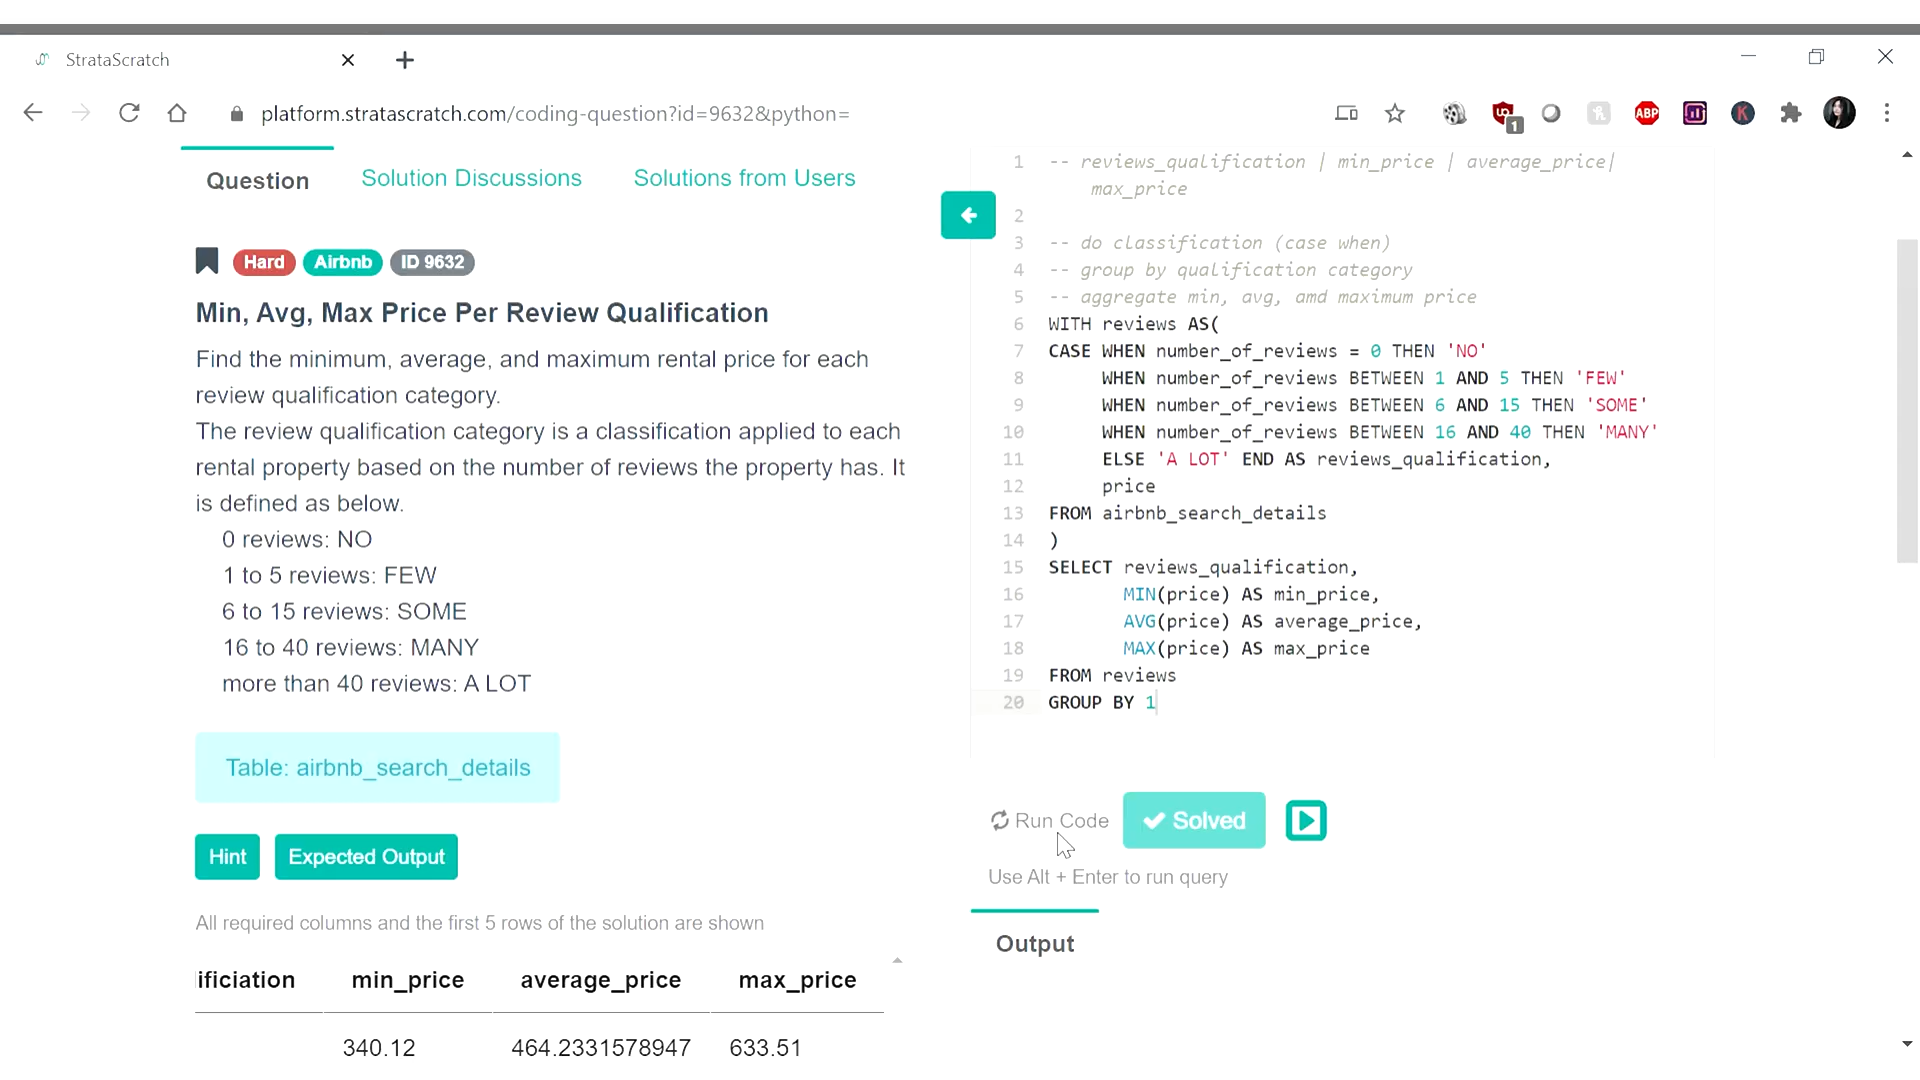 StrataScratch
platform.stratascratch.com/coding-question?id=9632&python=
1
ABP
K
Question
Solution Discussions
Solutions from Users
Hard
Airbnb
ID 9632
Min, Avg, Max Price Per Review Qualification
Find the minimum, average, and maximum rental price for each
review qualification category.
The review qualification category is a classification applied to each
rental property based on the number of reviews the property has. It
is defined as below.
0 reviews: NO
1 to 5 reviews: FEW
6 to 15 reviews: SOME
16 to 40 reviews: MANY
more than 40 reviews: A LOT
Table: airbnb_search_details
Hint
Expected Output
All required columns and the first 5 rows of the solution are shown
ificiation min_price average_price max_price
340.12 464.2331578947 633.51
1 -- reviews_qualification | min_price | average_price|
max_price
2
3 -- do classification (case when)
4 -- group by qualification category
5 -- aggregate min, avg, amd maximum price
6 WITH reviews AS(
7 CASE WHEN number_of_reviews = 0 THEN 'NO'
8 WHEN number_of_reviews BETWEEN 1 AND 5 THEN 'FEW'
9 WHEN number_of_reviews BETWEEN 6 AND 15 THEN 'SOME'
10 WHEN number_of_reviews BETWEEN 16 AND 40 THEN 'MANY'
11 ELSE 'A LOT' END AS reviews_qualification,
12 price
13 FROM airbnb_search_details
14 )
15 SELECT reviews_qualification,
16 MIN(price) AS min_price,
17 AVG(price) AS average_price,
18 MAX(price) AS max_price
19 FROM reviews
20 GROUP BY 1
Run Code
Solved
Use Alt + Enter to run query
Output